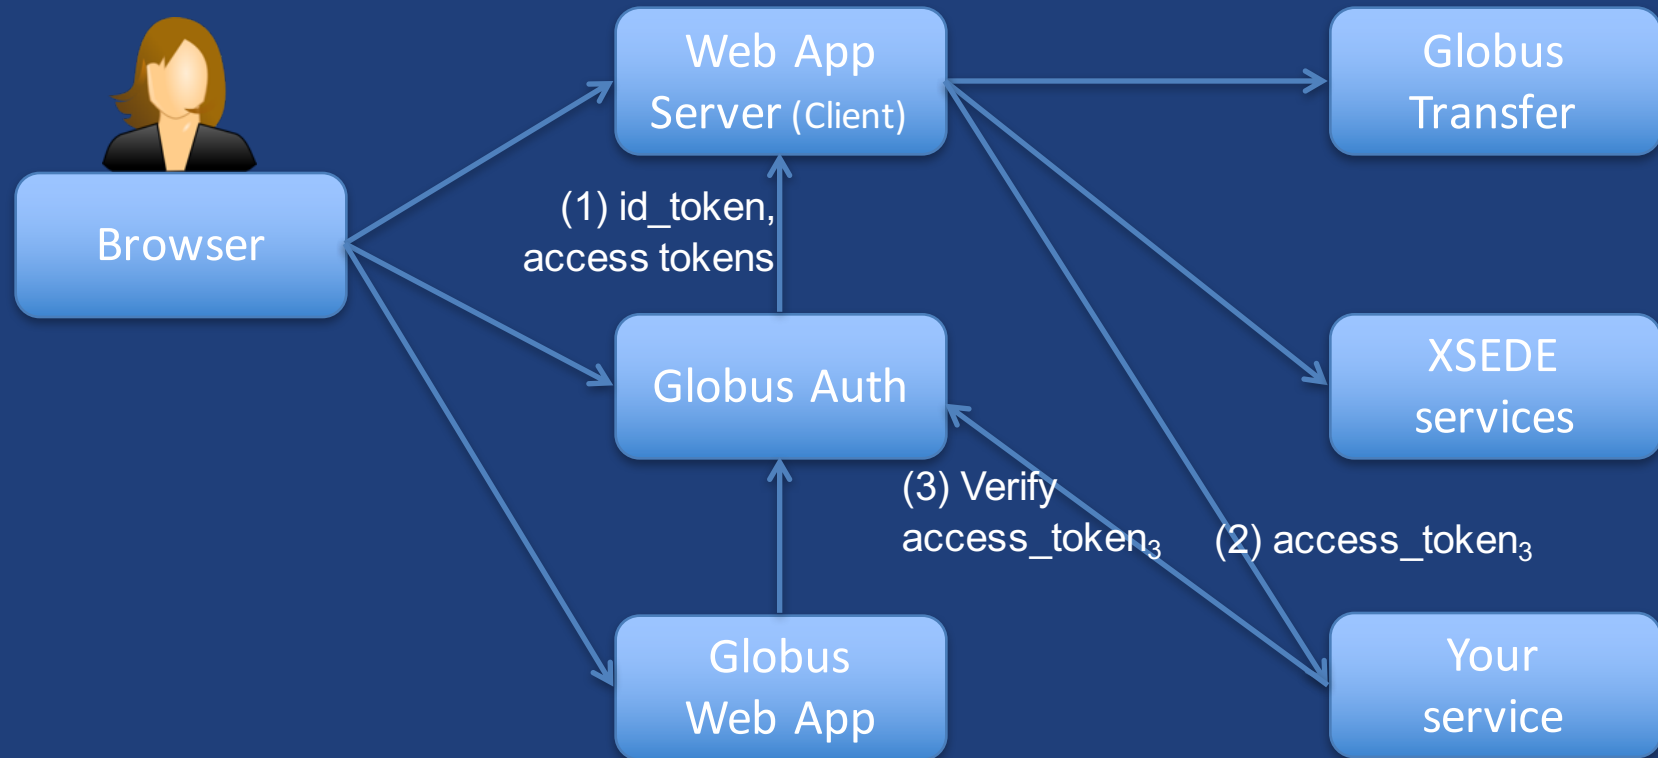 Web App
Server (Client)
Globus
Transfer
Browser
(1) id_token,
access tokens
Globus Auth
XSEDE
services
(3) Verify
access_token₃
(2) access_token₃
Globus
Web App
Your
service